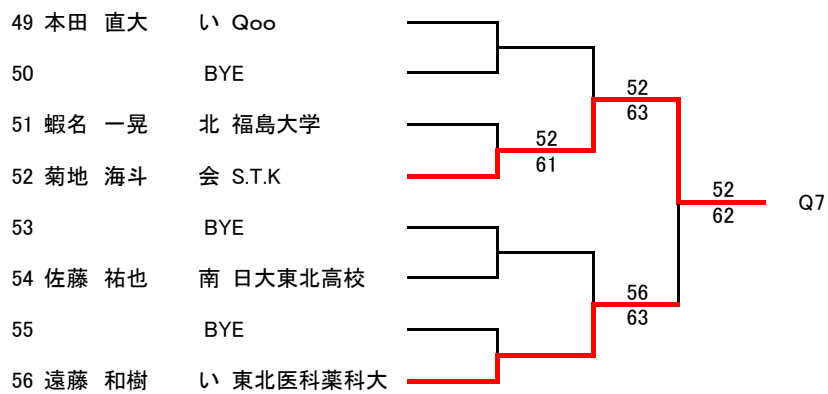 49 本田 直大 い Qoo
50 BYE
52
63
51 蝦名 一晃 北 福島大学
52
61
52 菊地 海斗 会 S.T.K
52
62
Q7
53 BYE
54 佐藤 祐也 南 日大東北高校
56
63
55 BYE
56 遠藤 和樹 い 東北医科薬科大